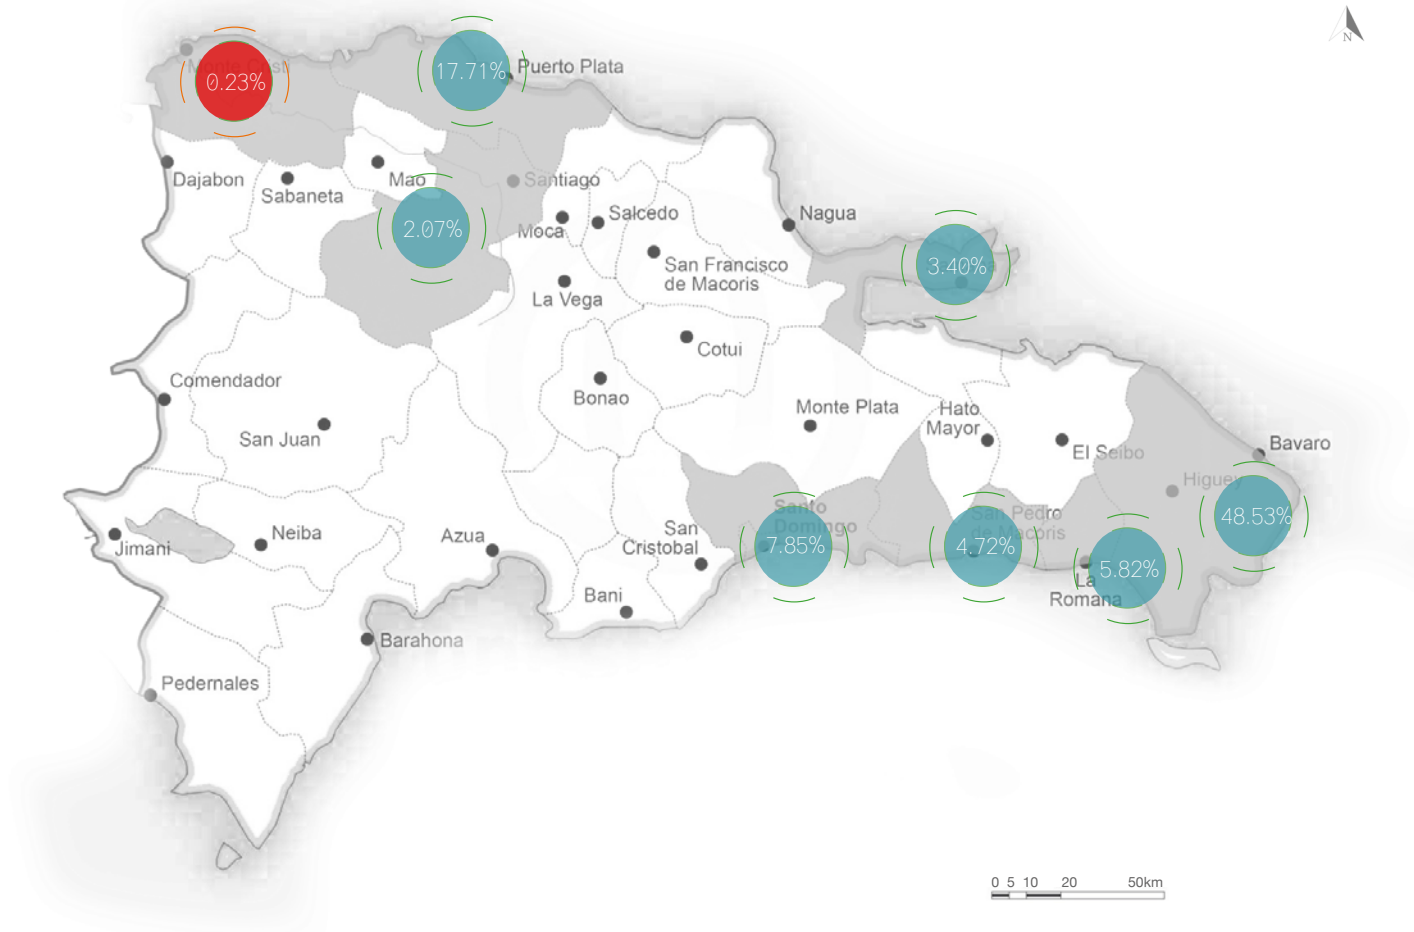 N
17.71%
Puerto Plata
Monte Cristi
0.23%
Dajabon
Sabaneta
Mao
Santiago
2.07%
Moca
Salcedo
Nagua
San Francisco
de Macoris
3.40%
La Vega
Cotui
Comendador
Bonao
San Juan
Monte Plata
Hato
Mayor
El Seibo
Bavaro
Higuey
48.53%
Jimani
Neiba
Azua
San
Cristobal
Santo
Domingo
7.85%
San Pedro
de Macoris
4.72%
5.82%
La
Romana
Bani
Barahona
Pedernales
0 5 10 20 50km